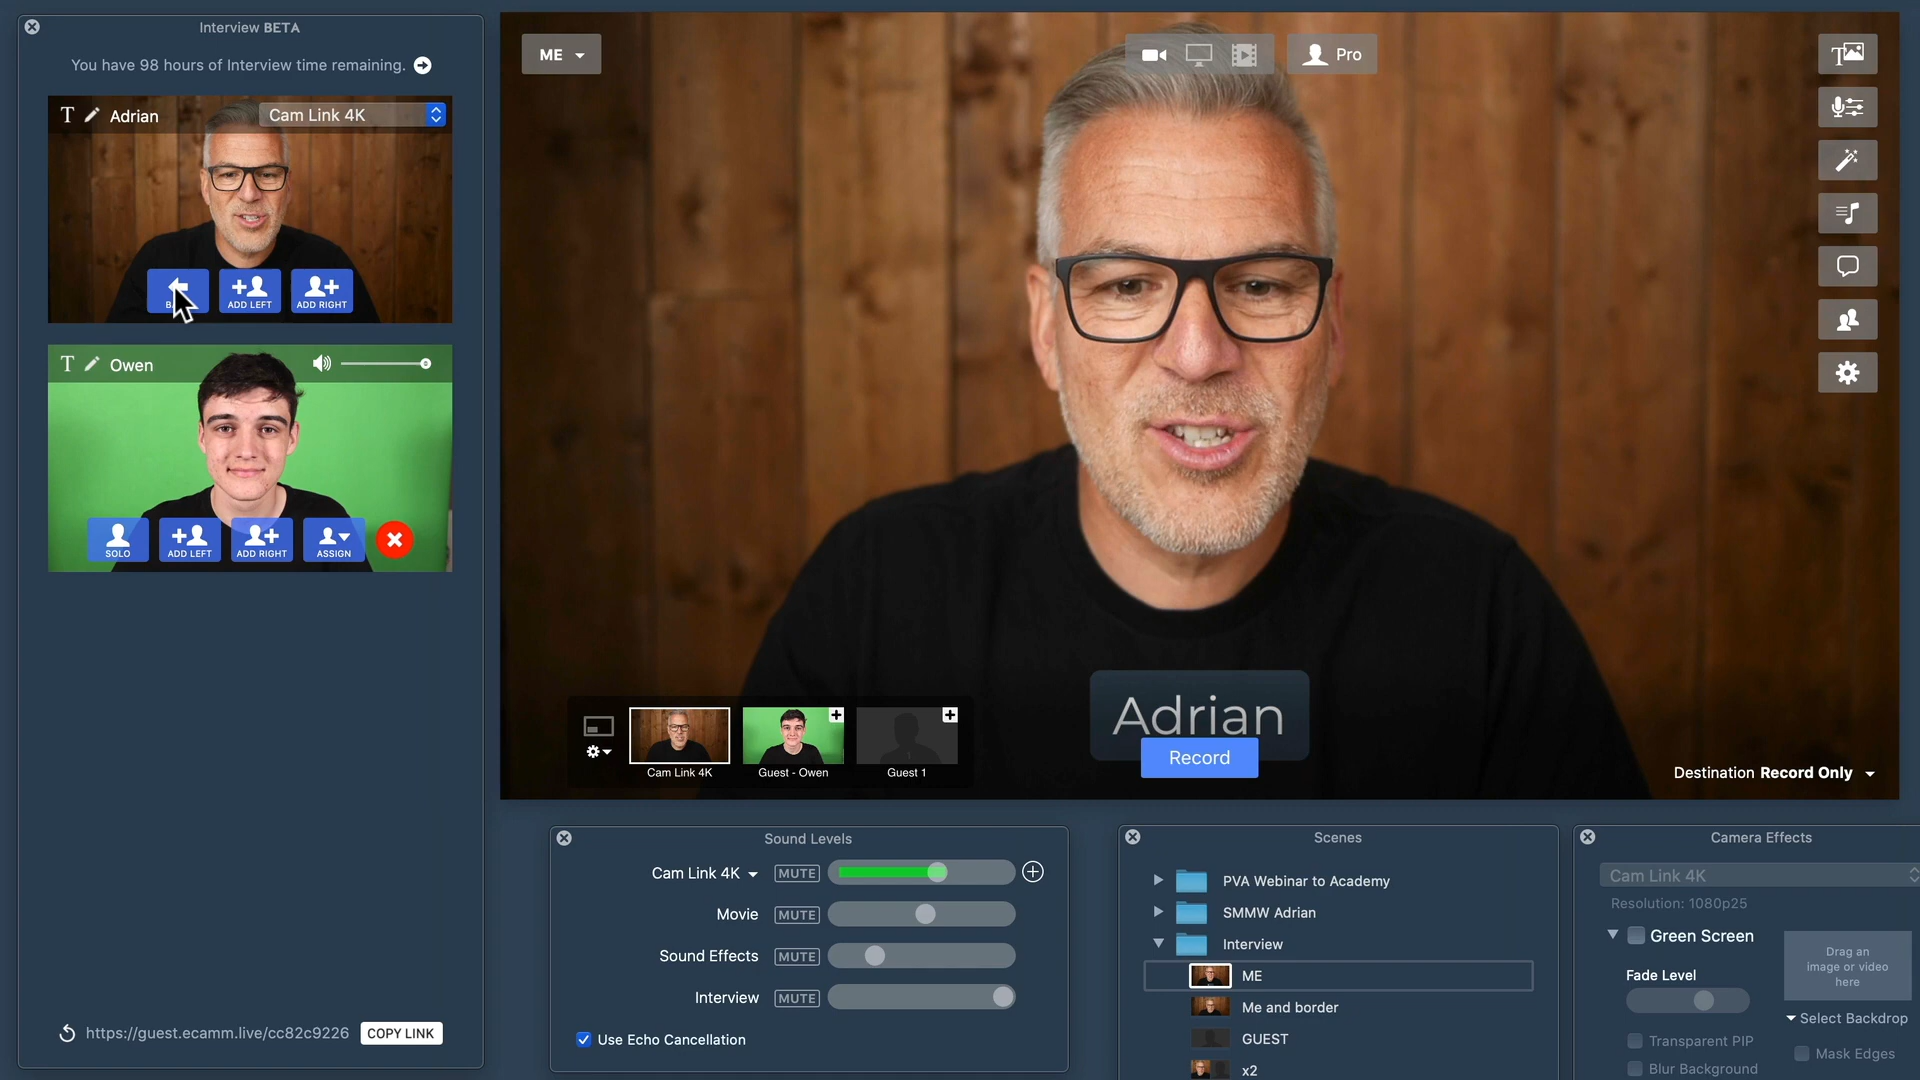 Interview BETA
You have 98 hours of Interview time remaining.
T Adrian Cam Link 4K
ADD LEFT ADD RIGHT
T Owen
SOLO ADD LEFT ADD RIGHT ASSIGN
https://guest.ecamm.live/cc82c9226 COPY LINK
ME
Pro
T
Adrian
Record
Cam Link 4K Guest - Owen Guest 1
Destination Record Only
Sound Levels
Cam Link 4K MUTE
Movie MUTE
Sound Effects MUTE
Interview MUTE
Use Echo Cancellation
Scenes
PVA Webinar to Academy
SMMW Adrian
Interview
ME
Me and border
GUEST
x2
Camera Effects
Cam Link 4K
Resolution: 1080p25
Green Screen
Drag an
image or video
here
Fade Level
Select Backdrop
Transparent PIP
Mask Edges
Blur Background